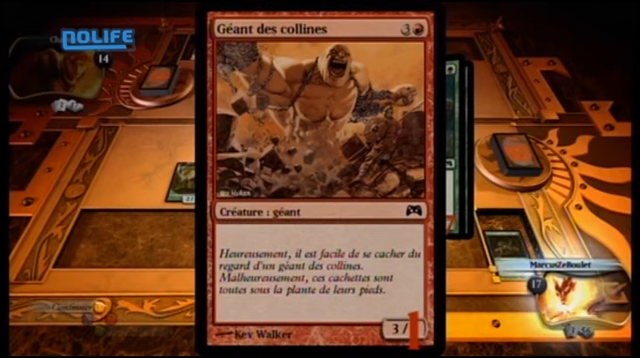 NOLIFE
14
Géant des collines
3
Créature : géant
Heureusement, il est facile de se cacher du
regard d'un géant des collines.
Malheureusement, ces cachettes sont
toutes sous la plante de leurs pieds.
Kev Walker
3 / 1
MarcusZeBoulet
17